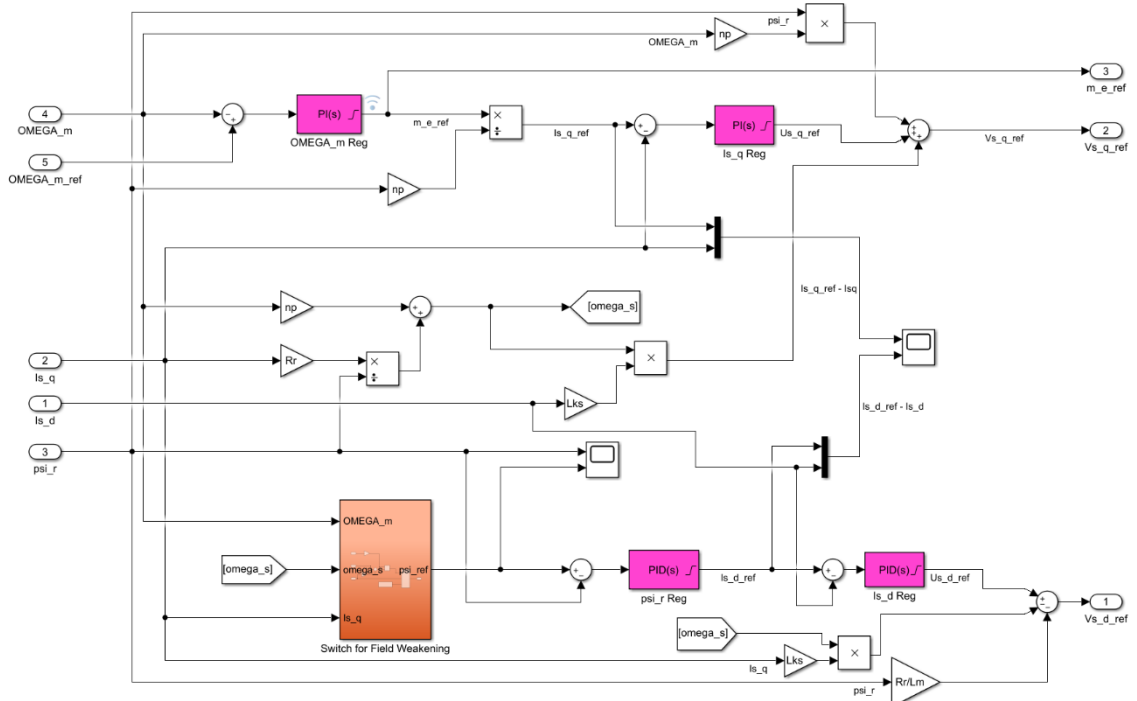 psi_r
×
np
OMEGA_m
3
m_e_ref
4
OMEGA_m
-
+
PI(s)
OMEGA_m Reg
m_e_ref
×
÷
Is_q_ref
+
-
PI(s)
Is_q Reg
Us_q_ref
+
+
+
Vs_q_ref
2
Vs_q_ref
5
OMEGA_m_ref
np
np
+
+
[omega_s]
Is_q_ref - Isq
2
Is_q
Rr
×
÷
×
1
Is_d
Lks
Is_d_ref - Is_d
3
psi_r
OMEGA_m
[omega_s]
omega_s
psi_ref
Is_q
Switch for Field Weakening
+
-
PID(s)
psi_r Reg
Is_d_ref
+
-
PID(s)
Is_d Reg
Us_d_ref
+
-
-
1
Vs_d_ref
[omega_s]
×
Is_q
Lks
psi_r
Rr/Lm